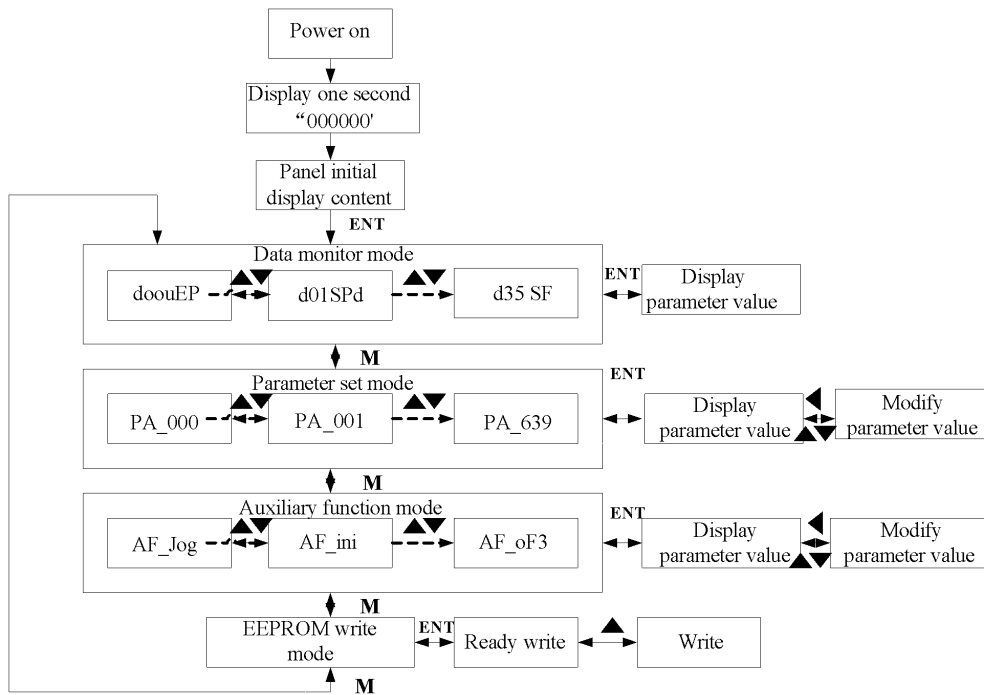 Power on
Display one second
“000000'
Panel initial
display content
ENT
Data monitor mode
doouEP
d01SPd
d35 SF
ENT
Display
parameter value
M
Parameter set mode
PA_000
PA_001
PA_639
ENT
Display
parameter value
Modify
parameter value
M
Auxiliary function mode
AF_Jog
AF_ini
AF_oF3
ENT
Display
parameter value
Modify
parameter value
M
EEPROM write
mode
ENT
Ready write
Write
M